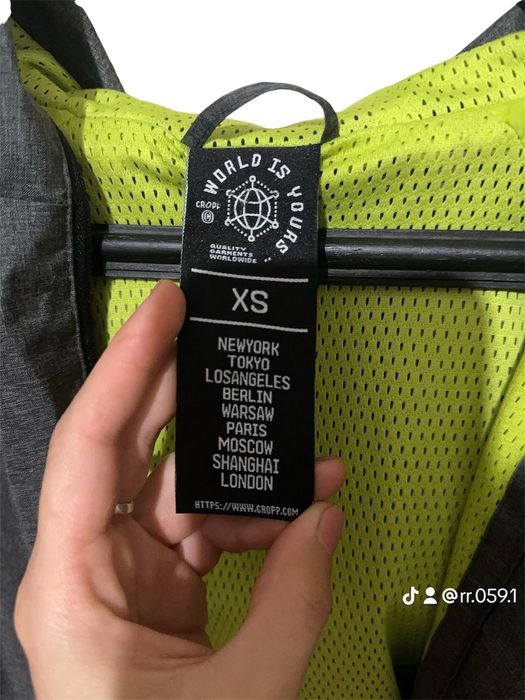 WORLD IS YOURS..
CROPP
QUALITY
GARMENTS
WORLDWIDE
XS
NEWYORK
TOKYO
LOSANGELES
BERLIN
WARSAW
PARIS
MOSCOW
SHANGHAI
LONDON
HTTPS://WWW.CROPP.COM
@rr.059.1